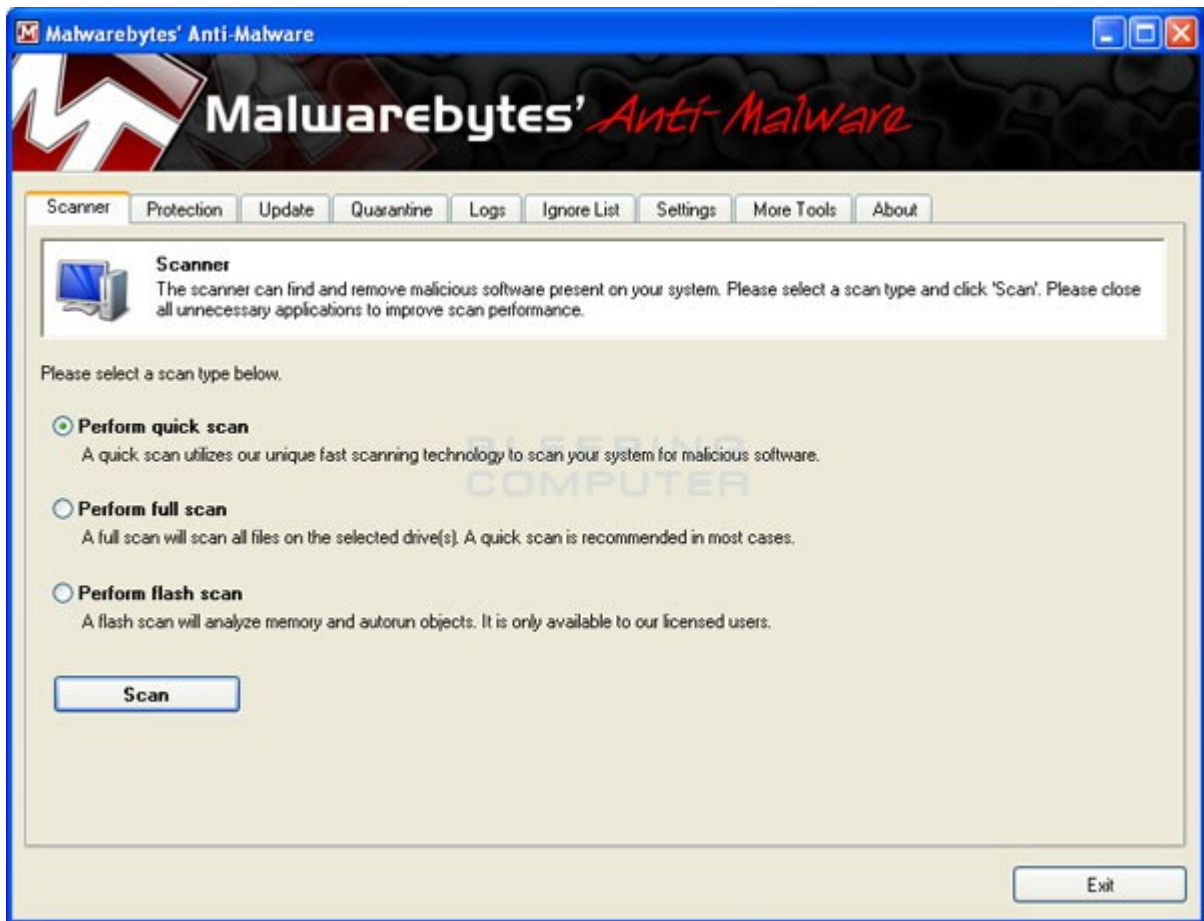 Malwarebytes' Anti-Malware
Malwarebytes' Anti-Malware
Scanner Protection Update Quarantine Logs Ignore List Settings More Tools About
Scanner
The scanner can find and remove malicious software present on your system. Please select a scan type and click 'Scan'. Please close
all unnecessary applications to improve scan performance.
Please select a scan type below.
Perform quick scan
A quick scan utilizes our unique fast scanning technology to scan your system for malicious software.
BLEEPING
COMPUTER
Perform full scan
A full scan will scan all files on the selected drive(s). A quick scan is recommended in most cases.
Perform flash scan
A flash scan will analyze memory and autorun objects. It is only available to our licensed users.
Scan
Exit